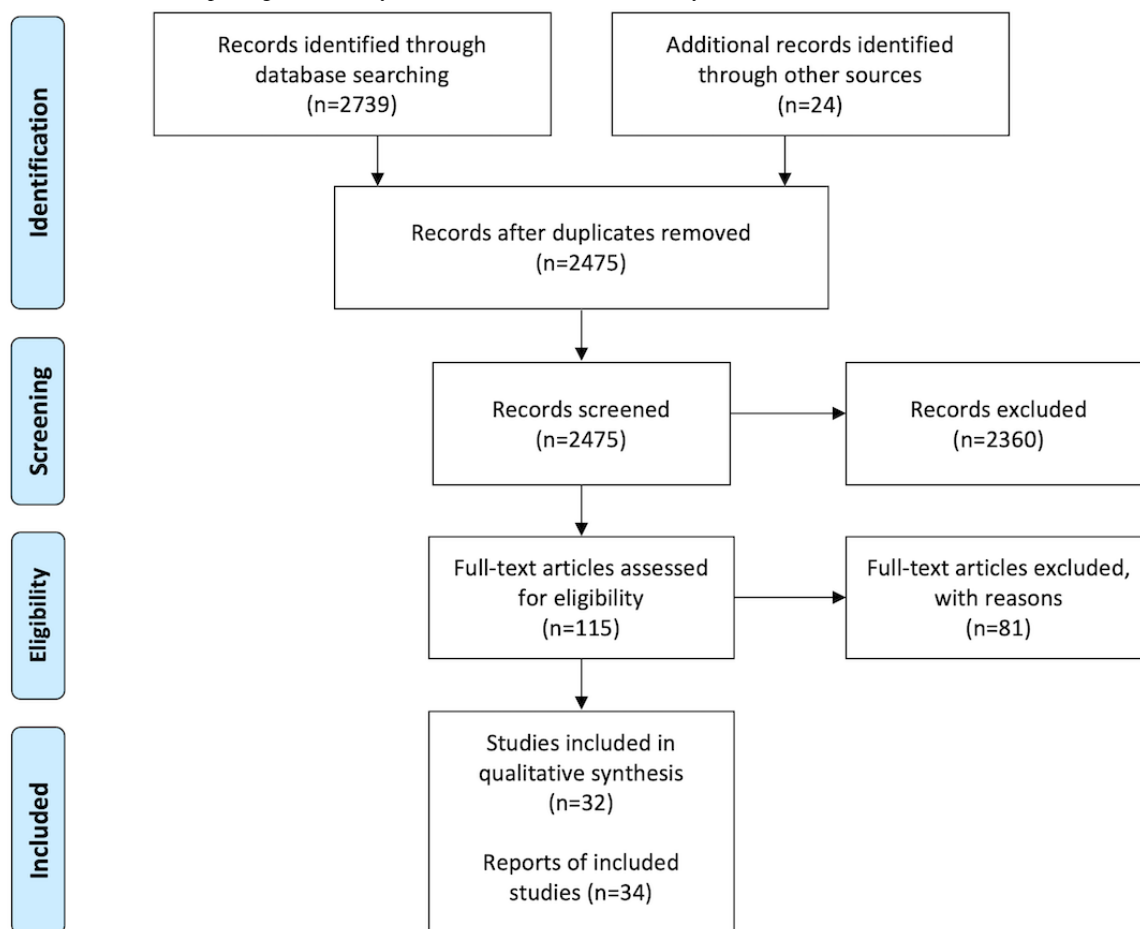 Identification
Records identified through
database searching
(n=2739)
Additional records identified
through other sources
(n=24)
Records after duplicates removed
(n=2475)
Screening
Records screened
(n=2475)
Records excluded
(n=2360)
Eligibility
Full-text articles assessed
for eligibility
(n=115)
Full-text articles excluded,
with reasons
(n=81)
Included
Studies included in
qualitative synthesis
(n=32)
Reports of included
studies (n=34)